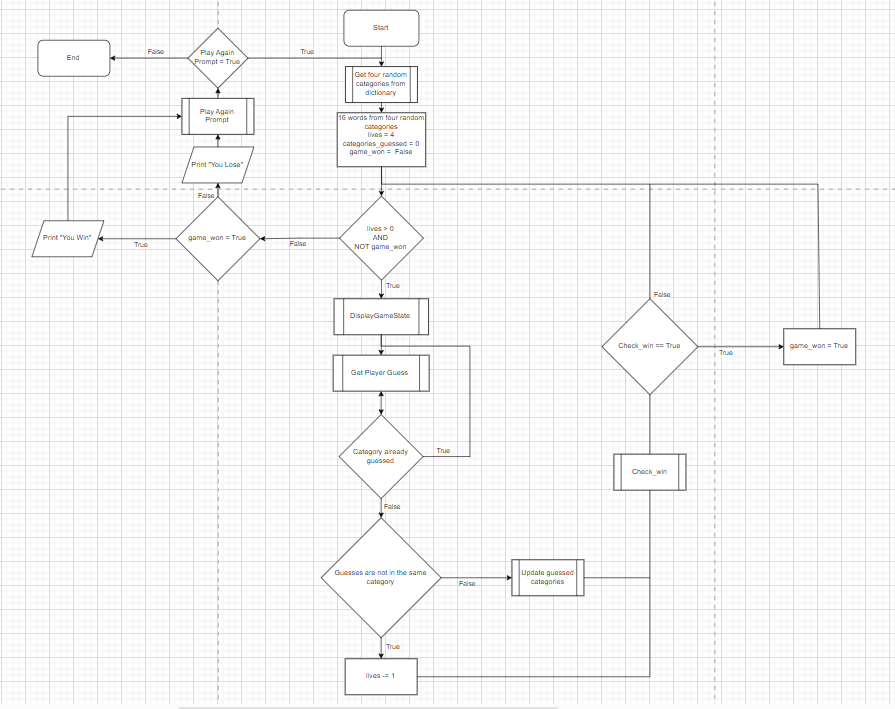 Start
Play Again
Prompt = True
False
True
End
Get four random
categories from
dictionary
Play Again
Prompt
16 words from four random
categories
lives = 4
categories_guessed = 0
game_won = False
Print "You Lose"
False
Print "You Win"
True
game_won = True
False
lives > 0
AND
NOT game_won
True
DisplayGameState
False
Check_win == True
True
game_won = True
Get Player Guess
Category already
guessed
True
False
Check_win
Guesses are not in the same
category
False
Update guessed
categories
True
lives -= 1